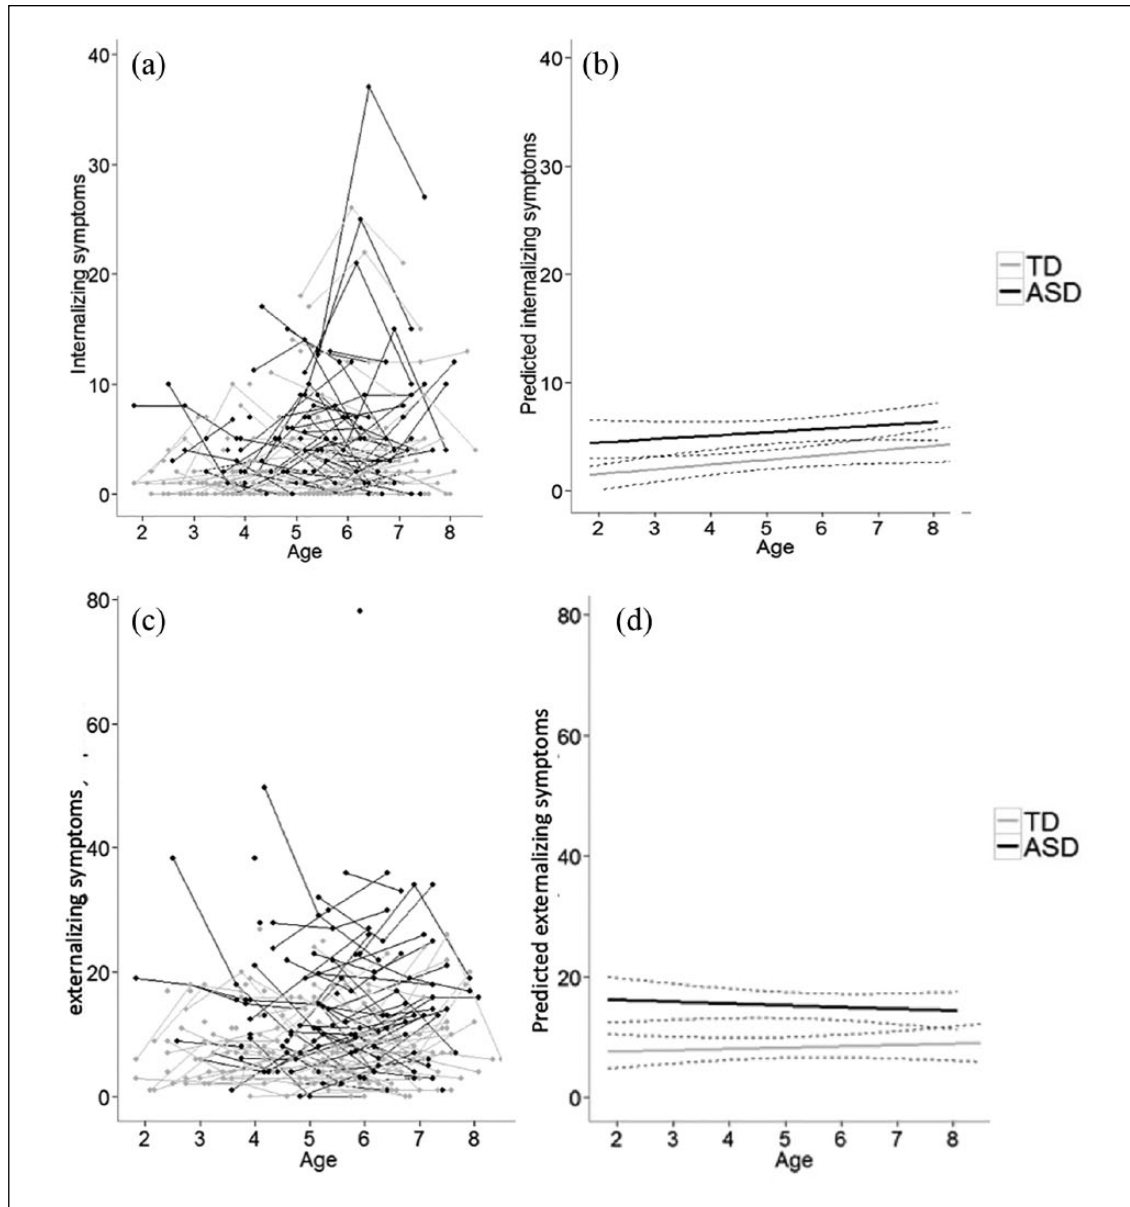 (a)
Internalizing symptoms
40
30
20
10
0
2 3 4 5 6 7 8
Age
(b)
Predicted internalizing symptoms
40
30
20
10
0
2 3 4 5 6 7 8
Age
TD
ASD
(c)
externalizing symptoms
80
60
40
20
0
2 3 4 5 6 7 8
Age
(d)
Predicted externalizing symptoms
80
60
40
20
0
2 3 4 5 6 7 8
Age
TD
ASD